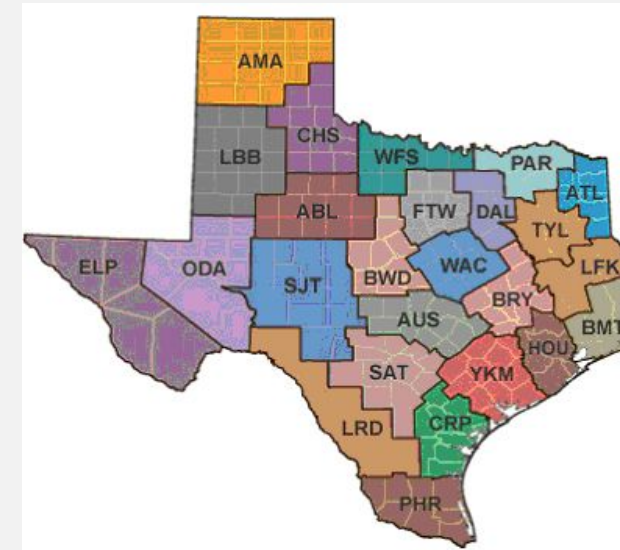 AMA
CHS
LBB
WFS
PAR
ATL
ABL
FTW
DAL
TYL
ELP
ODA
SJT
BWD
WAC
LFK
BRY
AUS
BMT
HOU
SAT
YKM
LRD
CRP
PHR